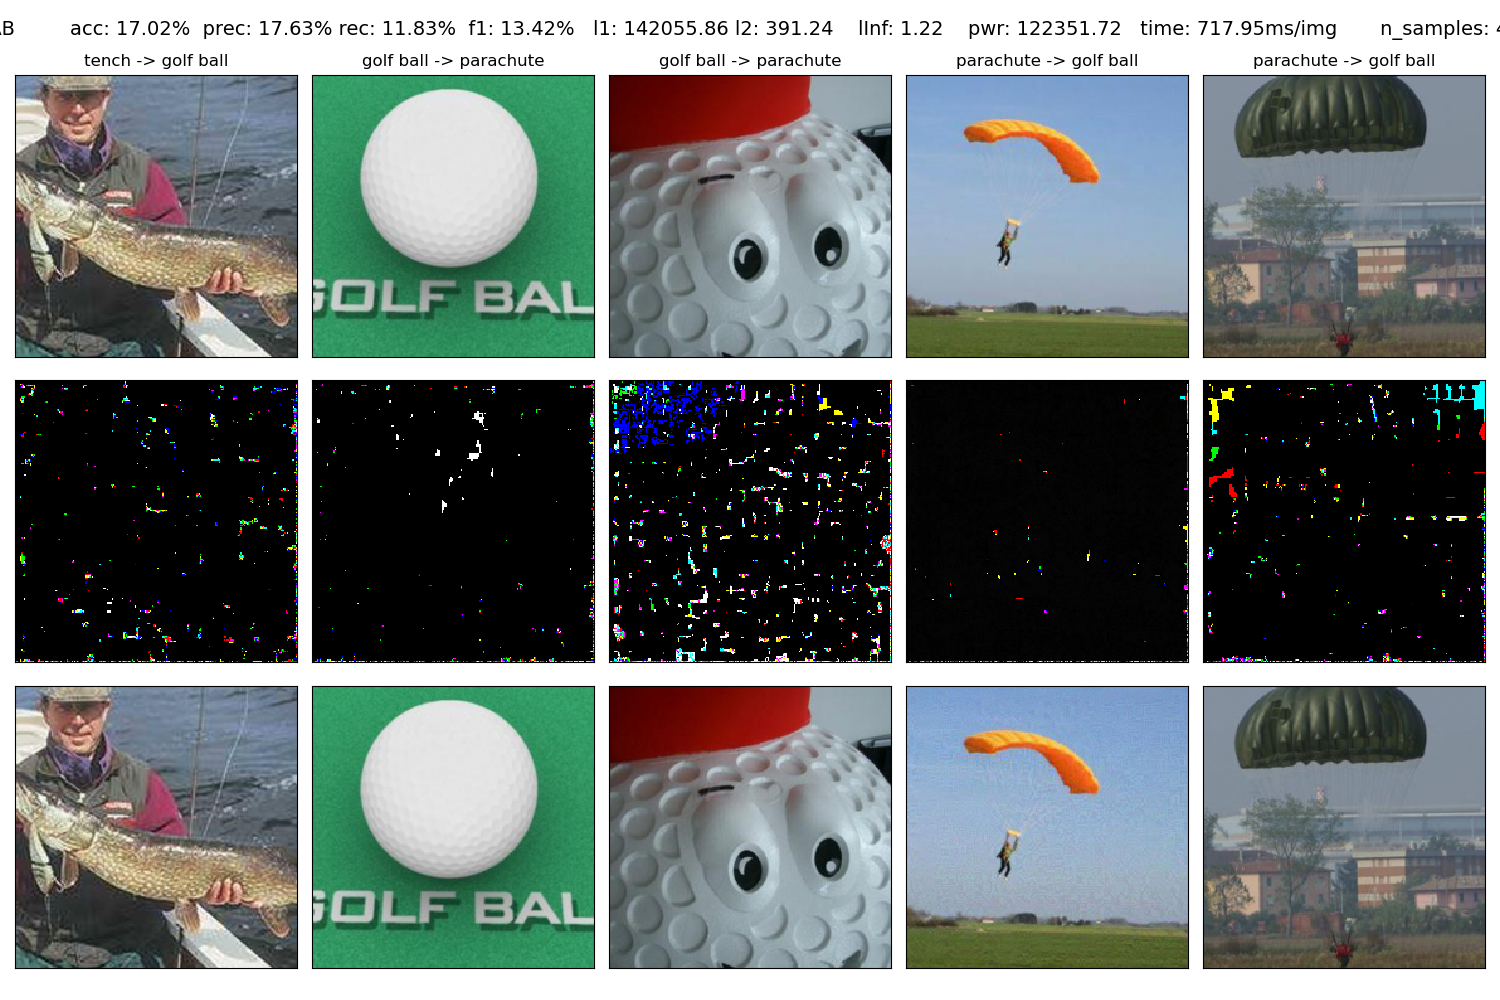 acc: 17.02% prec: 17.63% rec: 11.83% f1: 13.42% l1: 142055.86 l2: 391.24 lInf: 1.22 pwr: 122351.72 time: 717.95ms/img n_samples:
tench -> golf ball
golf ball -> parachute
golf ball -> parachute
parachute -> golf ball
parachute -> golf ball
GOLF BAL
GOLF BAL